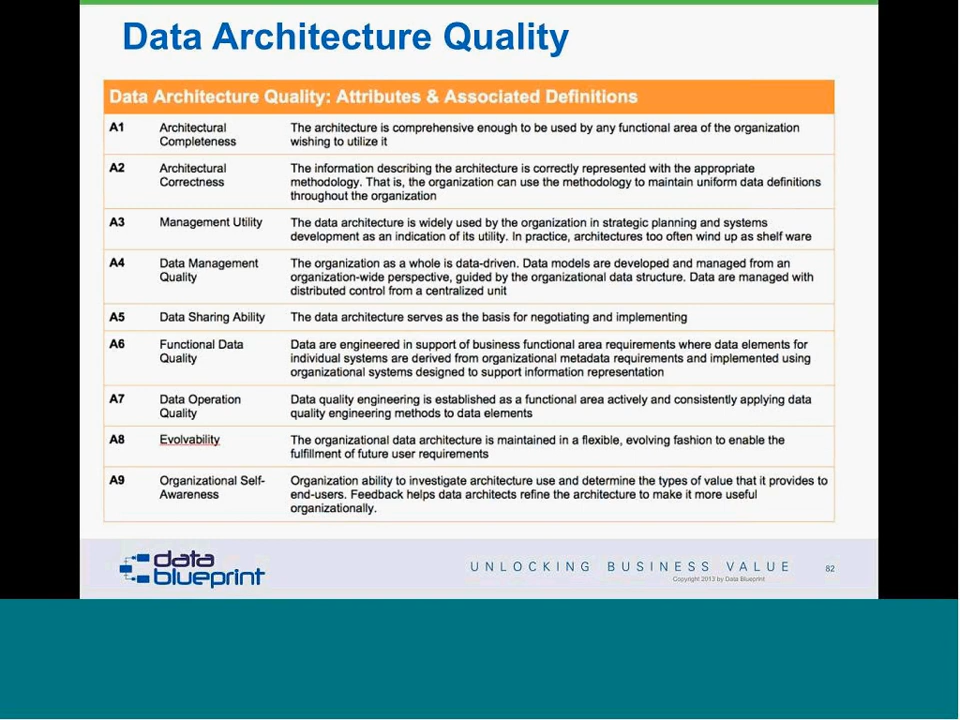 Data Architecture Quality
Data Architecture Quality: Attributes & Associated Definitions
A1 Architectural Completeness The architecture is comprehensive enough to be used by any functional area of the organization
wishing to utilize it
A2 Architectural Correctness The information describing the architecture is correctly represented with the appropriate
methodology. That is, the organization can use the methodology to maintain uniform data definitions
throughout the organization
A3 Management Utility The data architecture is widely used by the organization in strategic planning and systems
development as an indication of its utility. In practice, architectures too often wind up as shelf ware
A4 Data Management Quality The organization as a whole is data-driven. Data models are developed and managed from an
organization-wide perspective, guided by the organizational data structure. Data are managed with
distributed control from a centralized unit
A5 Data Sharing Ability The data architecture serves as the basis for negotiating and implementing
A6 Functional Data Quality Data are engineered in support of business functional area requirements where data elements for
individual systems are derived from organizational metadata requirements and implemented using
organizational systems designed to support information representation
A7 Data Operation Quality Data quality engineering is established as a functional area actively and consistently applying data
quality engineering methods to data elements
A8 Evolvability The organizational data architecture is maintained in a flexible, evolving fashion to enable the
fulfillment of future user requirements
A9 Organizational Self-Awareness Organization ability to investigate architecture use and determine the types of value that it provides to
end-users. Feedback helps data architects refine the architecture to make it more useful
organizationally.
data
blueprint
UNLOCKING BUSINESS VALUE 82
Copyright 2013 by Data Blueprint